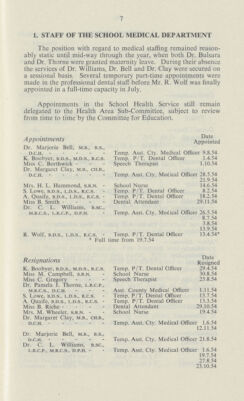 7
1. STAFF OF THE SCHOOL MEDICAL DEPARTMENT
The position with regard to medical staffing remained reason-
ably static until mid-way through the year, when both Dr. Bulsara
and Dr. Thorne were granted maternity leave. During their absence
the services of Dr. Williams, Dr. Bell and Dr. Clay were secured on
a sessional basis. Several temporary part-time appointments were
made in the professional dental staff before Mr. R. Wolf was finally
appointed in a full-time capacity in July.
Appointments in the School Health Service still remain
delegated to the Health Area Sub-Committee, subject to review
from time to time by the Committee for Education.
Date
Appointments Appointed
Dr. Marjorie Bell, M.B., B.S.,
D.C.H. - - - Temp. Asst. Cty. Medical Officer 9.8.54
K. Boobyer, B.D.S., M.D.S., R.C.S. Temp. P/T. Dental Officer 1.4.54
Miss C. Berthwick - - Speech Therapist 1.10.54
Dr. Margaret Clay, M.B., CH.B.,
D.C.H. - - - Temp. Asst. Cty. Medical Officer 28.5.54
21.9.54
Mrs. H. L. Hammond, S.R.N. - School Nurse 14.6.54
S. Lowe, B.D.S., L.D.S., R.C.S. - Temp. P/T Dental Officer 8.2.54
A. Quaife, B.D.S., L.D.S., R.C.S. - Temp. P/T Dental Officer 18.2.54
Miss B. Smith - - - Dental Attendant 29.11.54
Dr. C. L. Williams, B.SC.,
M.R.C.S., L.R.C.P., D.P.H. - Temp. Asst. Cty. Medical Officer 26.5.54
8.7.54
3.8.54
13.9.54
R. Wolf, B.D.S., L.D.S., R.C.S. - Temp. P/T. Dental Officer 13.4.54*
* Full time from 19.7.54
Date
Resignations Resigned
K. Boobyer, B.D.S., M.D.S., R.C.S. Temp. P/T Dental Officer 29.4.54
Miss M. Campbell, S.R.N. - School Nurse 30.8.54
Miss C. Gregory - - Speech Therapist 27.8.54
Dr. Pamela J. Thorne, L.R.C.P.,
M.R.C.S., D.C.H. - - Asst. County Medical Officer 1.11.54
S. Lowe, B.D.S., L.D.S., R.C.S. - Temp. P/T. Dental Officer 13.7.54
A. Quaife, B.D.S., L.D.S., R.C.S. - Temp. P/T. Dental Officer 13.5.54
Miss B. Riche - - - Dental Attendant 29.10.54
Mrs. M. Wheeler, S.R.N. - School Nurse 19.4.54
Dr. Margaret Clay, M.B., CH.B.,
D.C.H. - - - Temp. Asst. Cty. Medical Officer 1.6.54
12.11.54
Dr. Marjorie Bell, M.B., B.S.,
D.C.H. - - - Temp. Asst. Cty. Medical Officer 21.8.54
Dr. C. L. Williams, B.SC.,
L.R.C.P., M.R.C.S., D.P.H. - Temp. Asst. Cty. Medical Officer 1.6.54
19.7.54
27.8.54
23.10.54